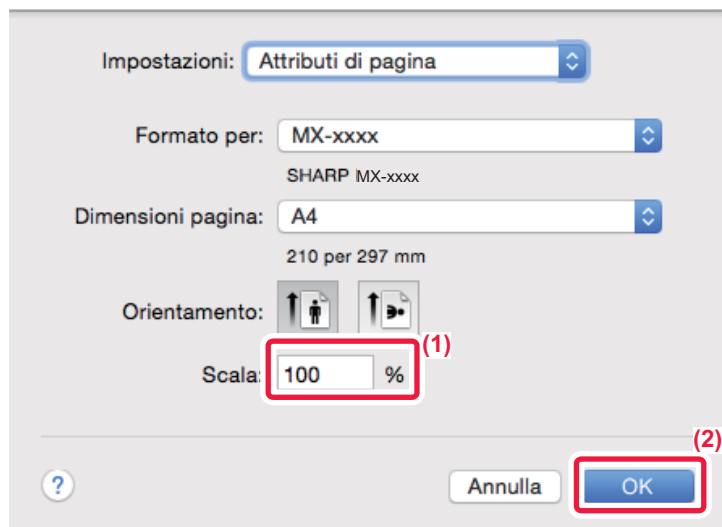 Impostazioni: Attributi di pagina
Formato per: MX-xxxx
SHARP MX-xxxx
Dimensioni pagina: A4
210 per 297 mm
Orientamento:
(1)
Scala: 100 %
(2)
? Annulla OK